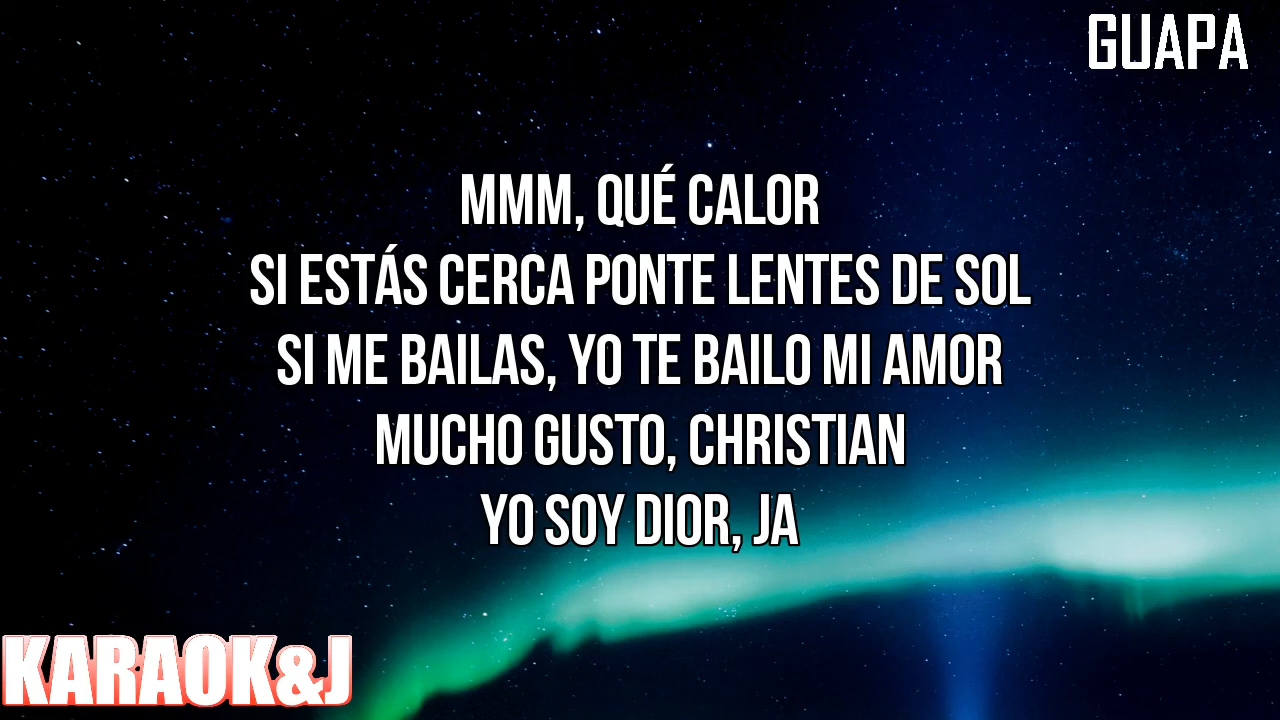 GUAPA
MMM, QUÉ CALOR
SI ESTÁS CERCA PONTE LENTES DE SOL
SI ME BAILAS, YO TE BAILO MI AMOR
MUCHO GUSTO, CHRISTIAN
YO SOY DIOR, JA
KARAOK&J